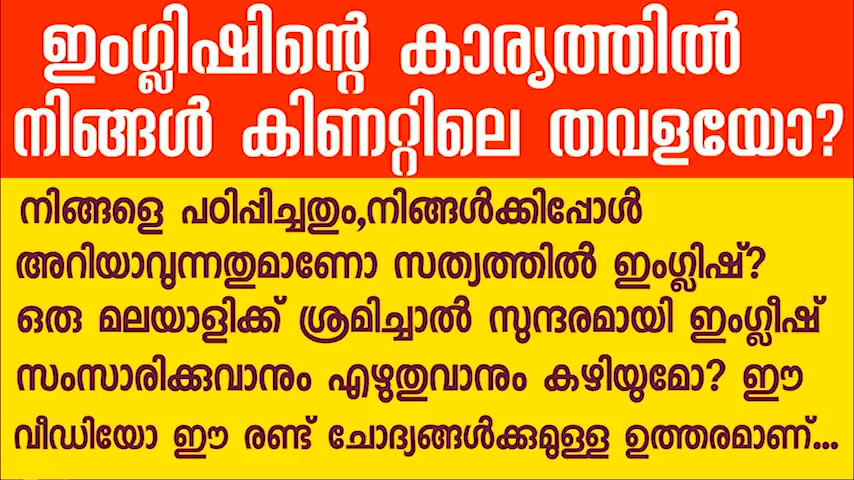 ഇംഗ്ലിഷിന്റെ കാര്യത്തിൽ
നിങ്ങൾ കിണറ്റിലെ തവളയോ?
നിങ്ങളെ പഠിപ്പിച്ചതും,നിങ്ങൾക്കിപ്പോൾ
അറിയാവുന്നതുമാണോ സത്യത്തിൽ ഇംഗ്ലിഷ്?
ഒരു മലയാളിക്ക് ശ്രമിച്ചാൽ സുന്ദരമായി ഇംഗ്ലീഷ്
സംസാരിക്കുവാനും എഴുതുവാനും കഴിയുമോ? ഈ
വീഡിയോ ഈ രണ്ട് ചോദ്യങ്ങൾക്കുമുള്ള ഉത്തരമാണ്...